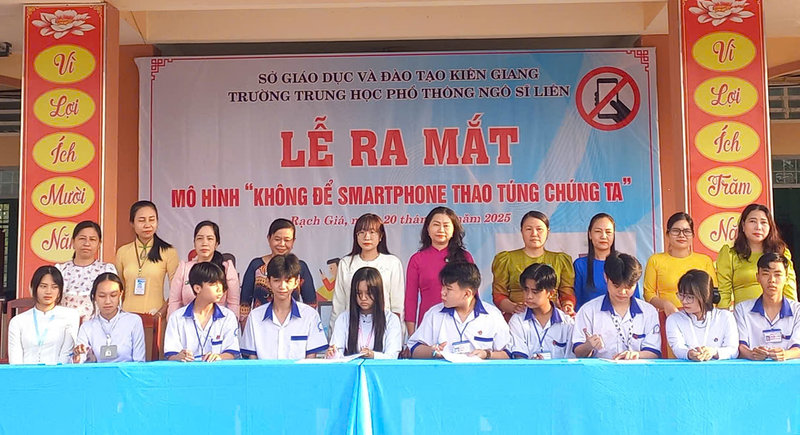 SỞ GIÁO DỤC VÀ ĐÀO TẠO KIÊN GIANG
TRƯỜNG TRUNG HỌC PHỔ THÔNG NGÔ SĨ LIÊN
LỄ RA MẮT
MÔ HÌNH "KHÔNG ĐỂ SMARTPHONE THAO TÚNG CHÚNG TA"
Rạch Giá, 20 năm 2025
Vì
Lợi
Ích
Mười
Vì
Lợi
Ích
Trăm